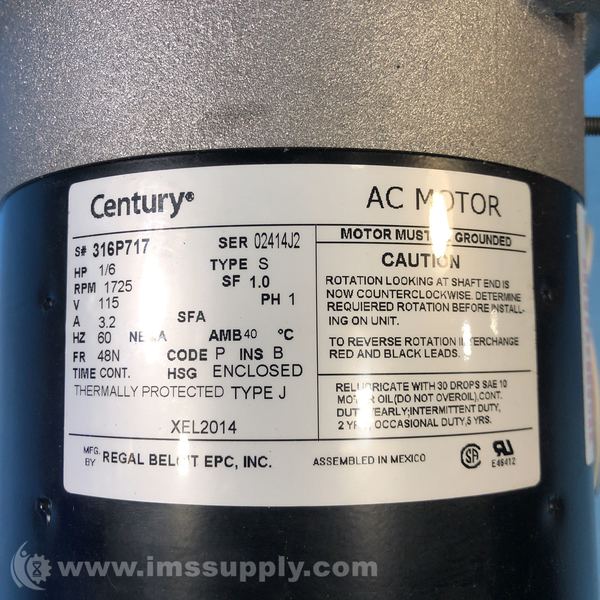 Century® AC MOTOR
S# 316P717 SER 02414J2
HP 1/6 TYPE S
RPM 1725 SF 1.0
V 115 PH 1
A 3.2 SFA
HZ 60 AMB 40 °C
FR 48N CODE P INS B
TIME CONT. HSG ENCLOSED
THERMALLY PROTECTED TYPE J
XEL2014
MOTOR MUST GROUNDED
CAUTION
ROTATION LOOKING AT SHAFT END IS
NOW COUNTERCLOCKWISE. DETERMINE
REQUIERED ROTATION BEFORE INSTALL-
ING ON UNIT.
TO REVERSE ROTATION INTERCHANGE
RED AND BLACK LEADS.
RELUBRICATE WITH 30 DROPS SAE 10
MOTOR OIL(DO NOT OVEROIL),CONT.
DUTY YEARLY;INTERMITTENT DUTY,
2 YRS., OCCASIONAL DUTY,5 YRS.
MFG. BY REGAL BELOIT EPC, INC. ASSEMBLED IN MEXICO
E46412
www.imssupply.com